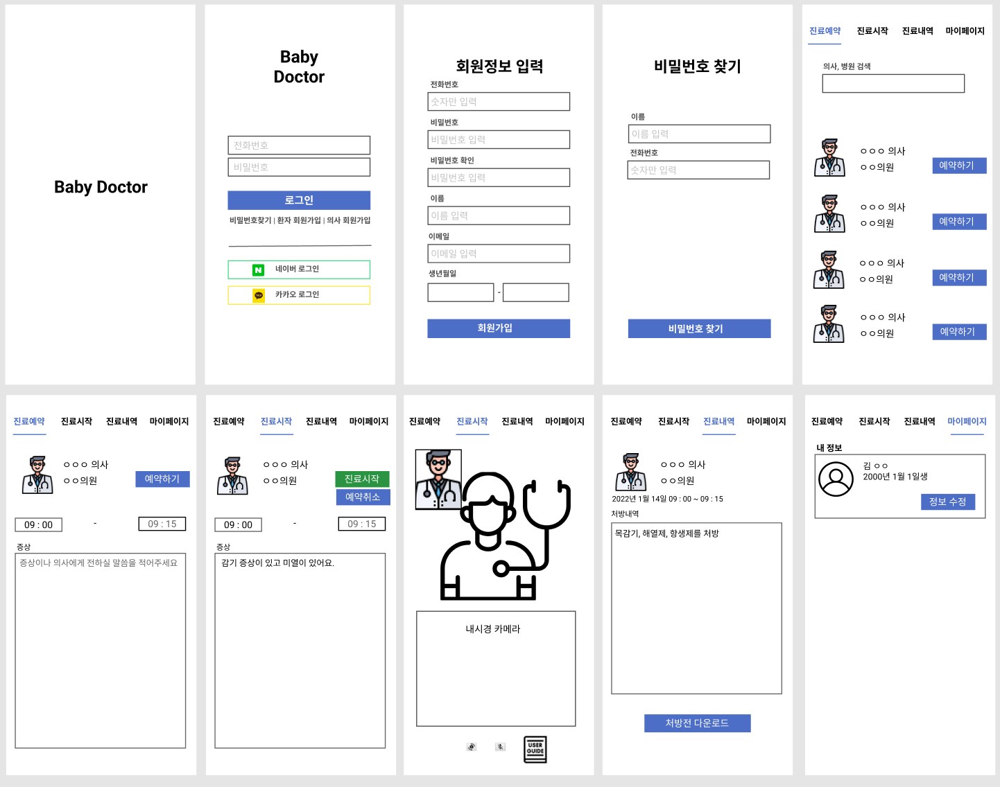 Baby Doctor
Baby
Doctor
전화번호
비밀번호
로그인
비밀번호찾기 | 환자 회원가입 | 의사 회원가입
N 네이버 로그인
TALK 카카오 로그인
회원정보 입력
전화번호
숫자만 입력
비밀번호
비밀번호 입력
비밀번호 확인
비밀번호 입력
이름
이름 입력
이메일
이메일 입력
생년월일
-
회원가입
비밀번호 찾기
이름
이름 입력
전화번호
숫자만 입력
비밀번호 찾기
진료예약 진료시작 진료내역 마이페이지
의사, 병원 검색
ㅇㅇㅇ 의사
ㅇㅇ의원
예약하기
ㅇㅇㅇ 의사
ㅇㅇ의원
예약하기
ㅇㅇㅇ 의사
ㅇㅇ의원
예약하기
ㅇㅇㅇ 의사
ㅇㅇ의원
예약하기
진료예약 진료시작 진료내역 마이페이지
ㅇㅇㅇ 의사
ㅇㅇ의원
예약하기
09 : 00 - 09 : 15
증상
증상이나 의사에게 전하실 말씀을 적어주세요
진료예약 진료시작 진료내역 마이페이지
ㅇㅇㅇ 의사
ㅇㅇ의원
진료시작
예약취소
09 : 00 - 09 : 15
증상
감기 증상이 있고 미열이 있어요.
진료예약 진료시작 진료내역 마이페이지
내시경 카메라
USER
GUIDE
진료예약 진료시작 진료내역 마이페이지
ㅇㅇㅇ 의사
ㅇㅇ의원
2022년 1월 14일 09 : 00 ~ 09 : 15
처방내역
목감기, 해열제, 항생제를 처방
처방전 다운로드
진료예약 진료시작 진료내역 마이페이지
내 정보
김 ㅇㅇ
2000년 1월 1일생
정보 수정